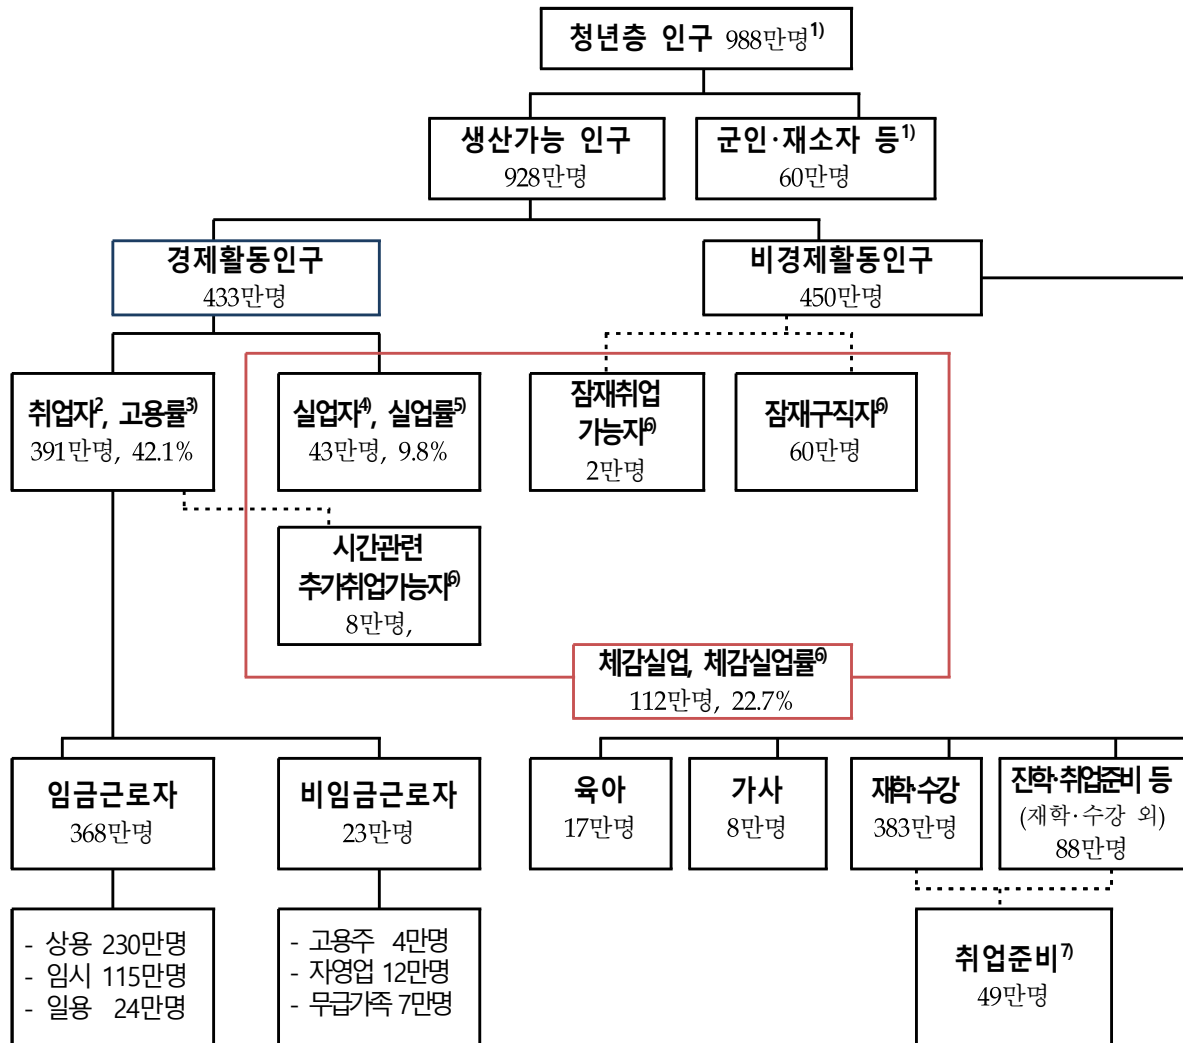 청년층 인구 988만명1)
생산가능 인구
928만명
군인·재소자 등1)
60만명
경제활동인구
433만명
비경제활동인구
450만명
취업자2, 고용률3)
391만명, 42.1%
실업자4), 실업률5)
43만명, 9.8%
잠재취업
가능자6)
2만명
잠재구직자6)
60만명
시간관련
추가취업가능자6)
8만명,
체감실업, 체감실업률6)
112만명, 22.7%
임금근로자
368만명
비임금근로자
23만명
육아
17만명
가사
8만명
재학·수강
383만명
진학·취업준비 등
(재학·수강 외)
88만명
- 상용 230만명
- 임시 115만명
- 일용 24만명
- 고용주 4만명
- 자영업 12만명
- 무급가족 7만명
취업준비7)
49만명